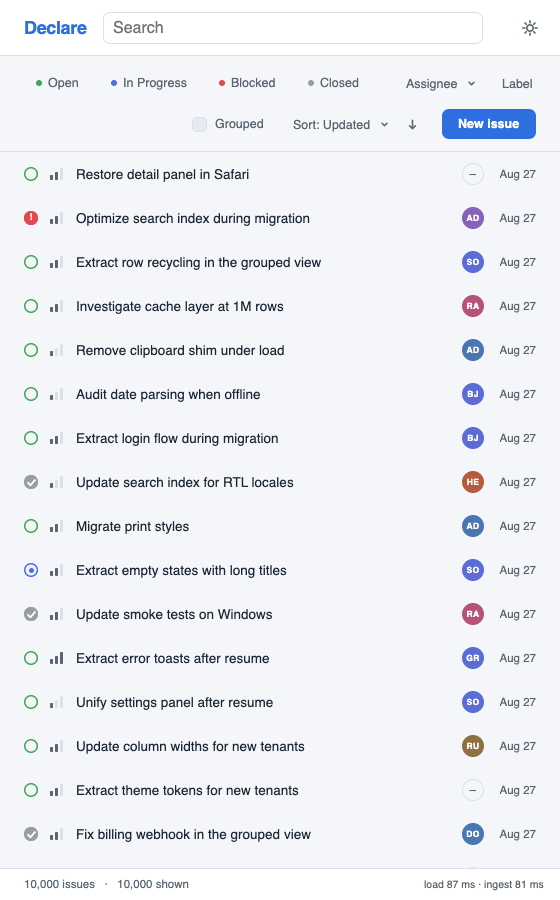 Declare Search
Open In Progress Blocked Closed Assignee Label
Grouped Sort: Updated New issue
Restore detail panel in Safari – Aug 27
! Optimize search index during migration AD Aug 27
Extract row recycling in the grouped view SO Aug 27
Investigate cache layer at 1M rows RA Aug 27
Remove clipboard shim under load AD Aug 27
Audit date parsing when offline BJ Aug 27
Extract login flow during migration BJ Aug 27
Update search index for RTL locales HE Aug 27
Migrate print styles AD Aug 27
Extract empty states with long titles SO Aug 27
Update smoke tests on Windows RA Aug 27
Extract error toasts after resume GR Aug 27
Unify settings panel after resume SO Aug 27
Update column widths for new tenants RU Aug 27
Extract theme tokens for new tenants – Aug 27
Fix billing webhook in the grouped view DO Aug 27
10,000 issues · 10,000 shown load 87 ms · ingest 81 ms